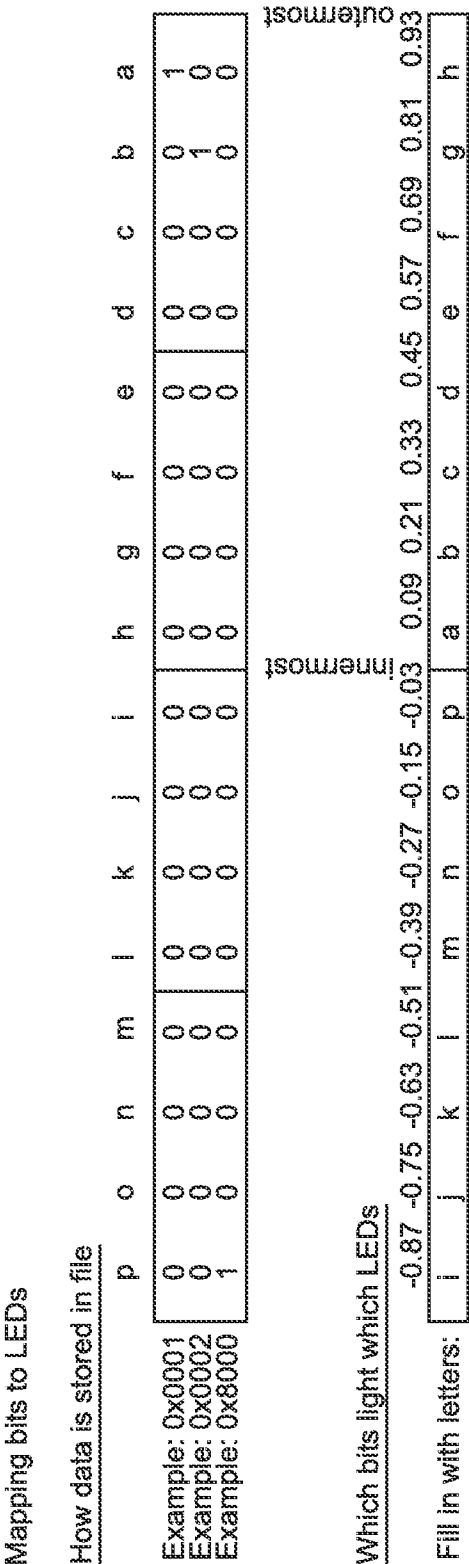 Mapping bits to LEDs
How data is stored in file
p o n m l k j i h g f e d c b a
Example: 0x0001 0 0 0 0 0 0 0 0 0 0 0 0 0 0 0 1
Example: 0x0002 0 0 0 0 0 0 0 0 0 0 0 0 0 0 1 0
Example: 0x8000 1 0 0 0 0 0 0 0 0 0 0 0 0 0 0 0
innermost outermost
Which bits light which LEDs
-0.87 -0.75 -0.63 -0.51 -0.39 -0.27 -0.15 -0.03 0.09 0.21 0.33 0.45 0.57 0.69 0.81 0.93
Fill in with letters: i j k l m n o p a b c d e f g h